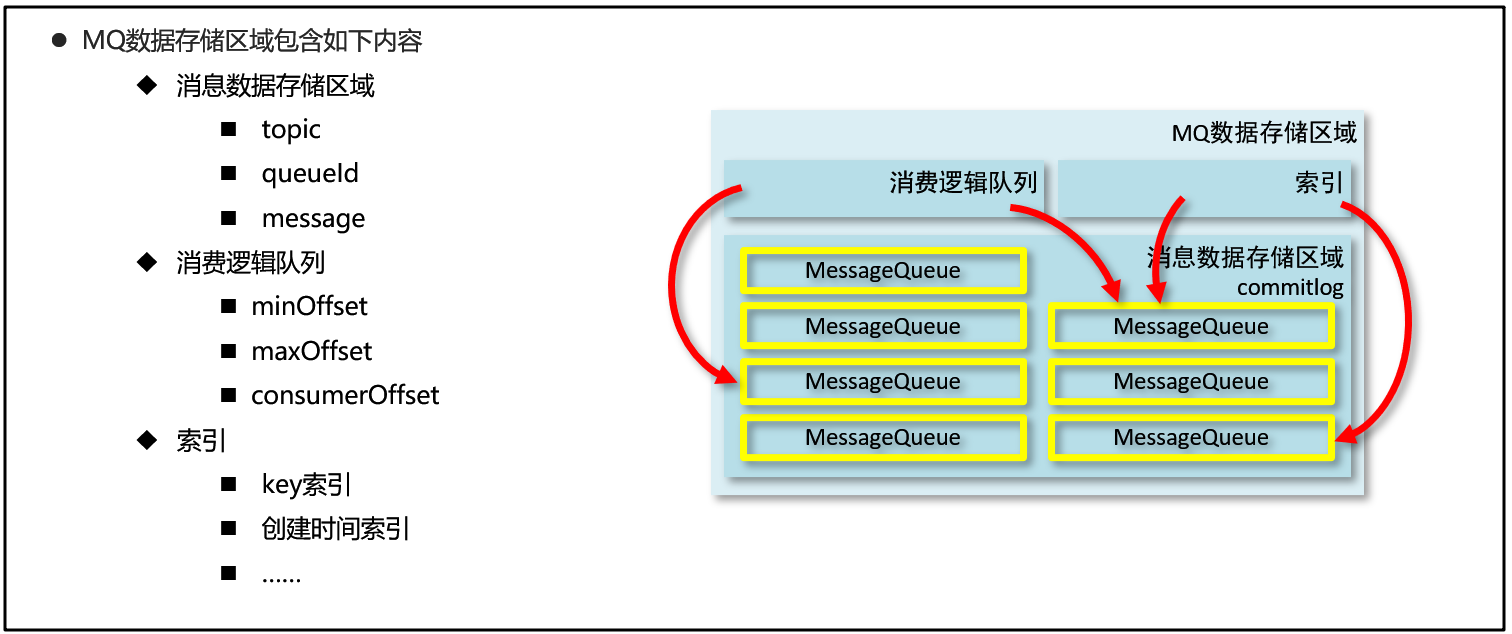 MQ数据存储区域包含如下内容
消息数据存储区域
topic
queueId
message
消费逻辑队列
minOffset
maxOffset
consumerOffset
索引
key索引
创建时间索引
......
MQ数据存储区域
消费逻辑队列
索引
消息数据存储区域
commitlog
MessageQueue
MessageQueue
MessageQueue
MessageQueue
MessageQueue
MessageQueue
MessageQueue